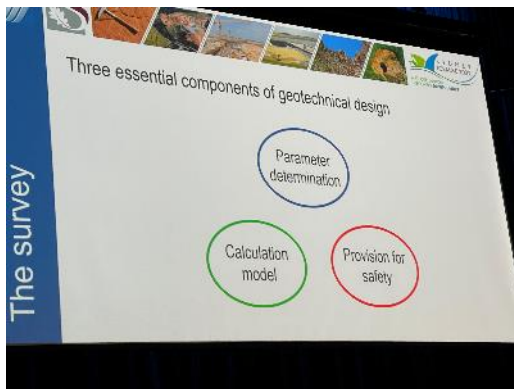 Three essential components of geotechnical design
Parameter
determination
Calculation
model
Provision for
safety
The survey